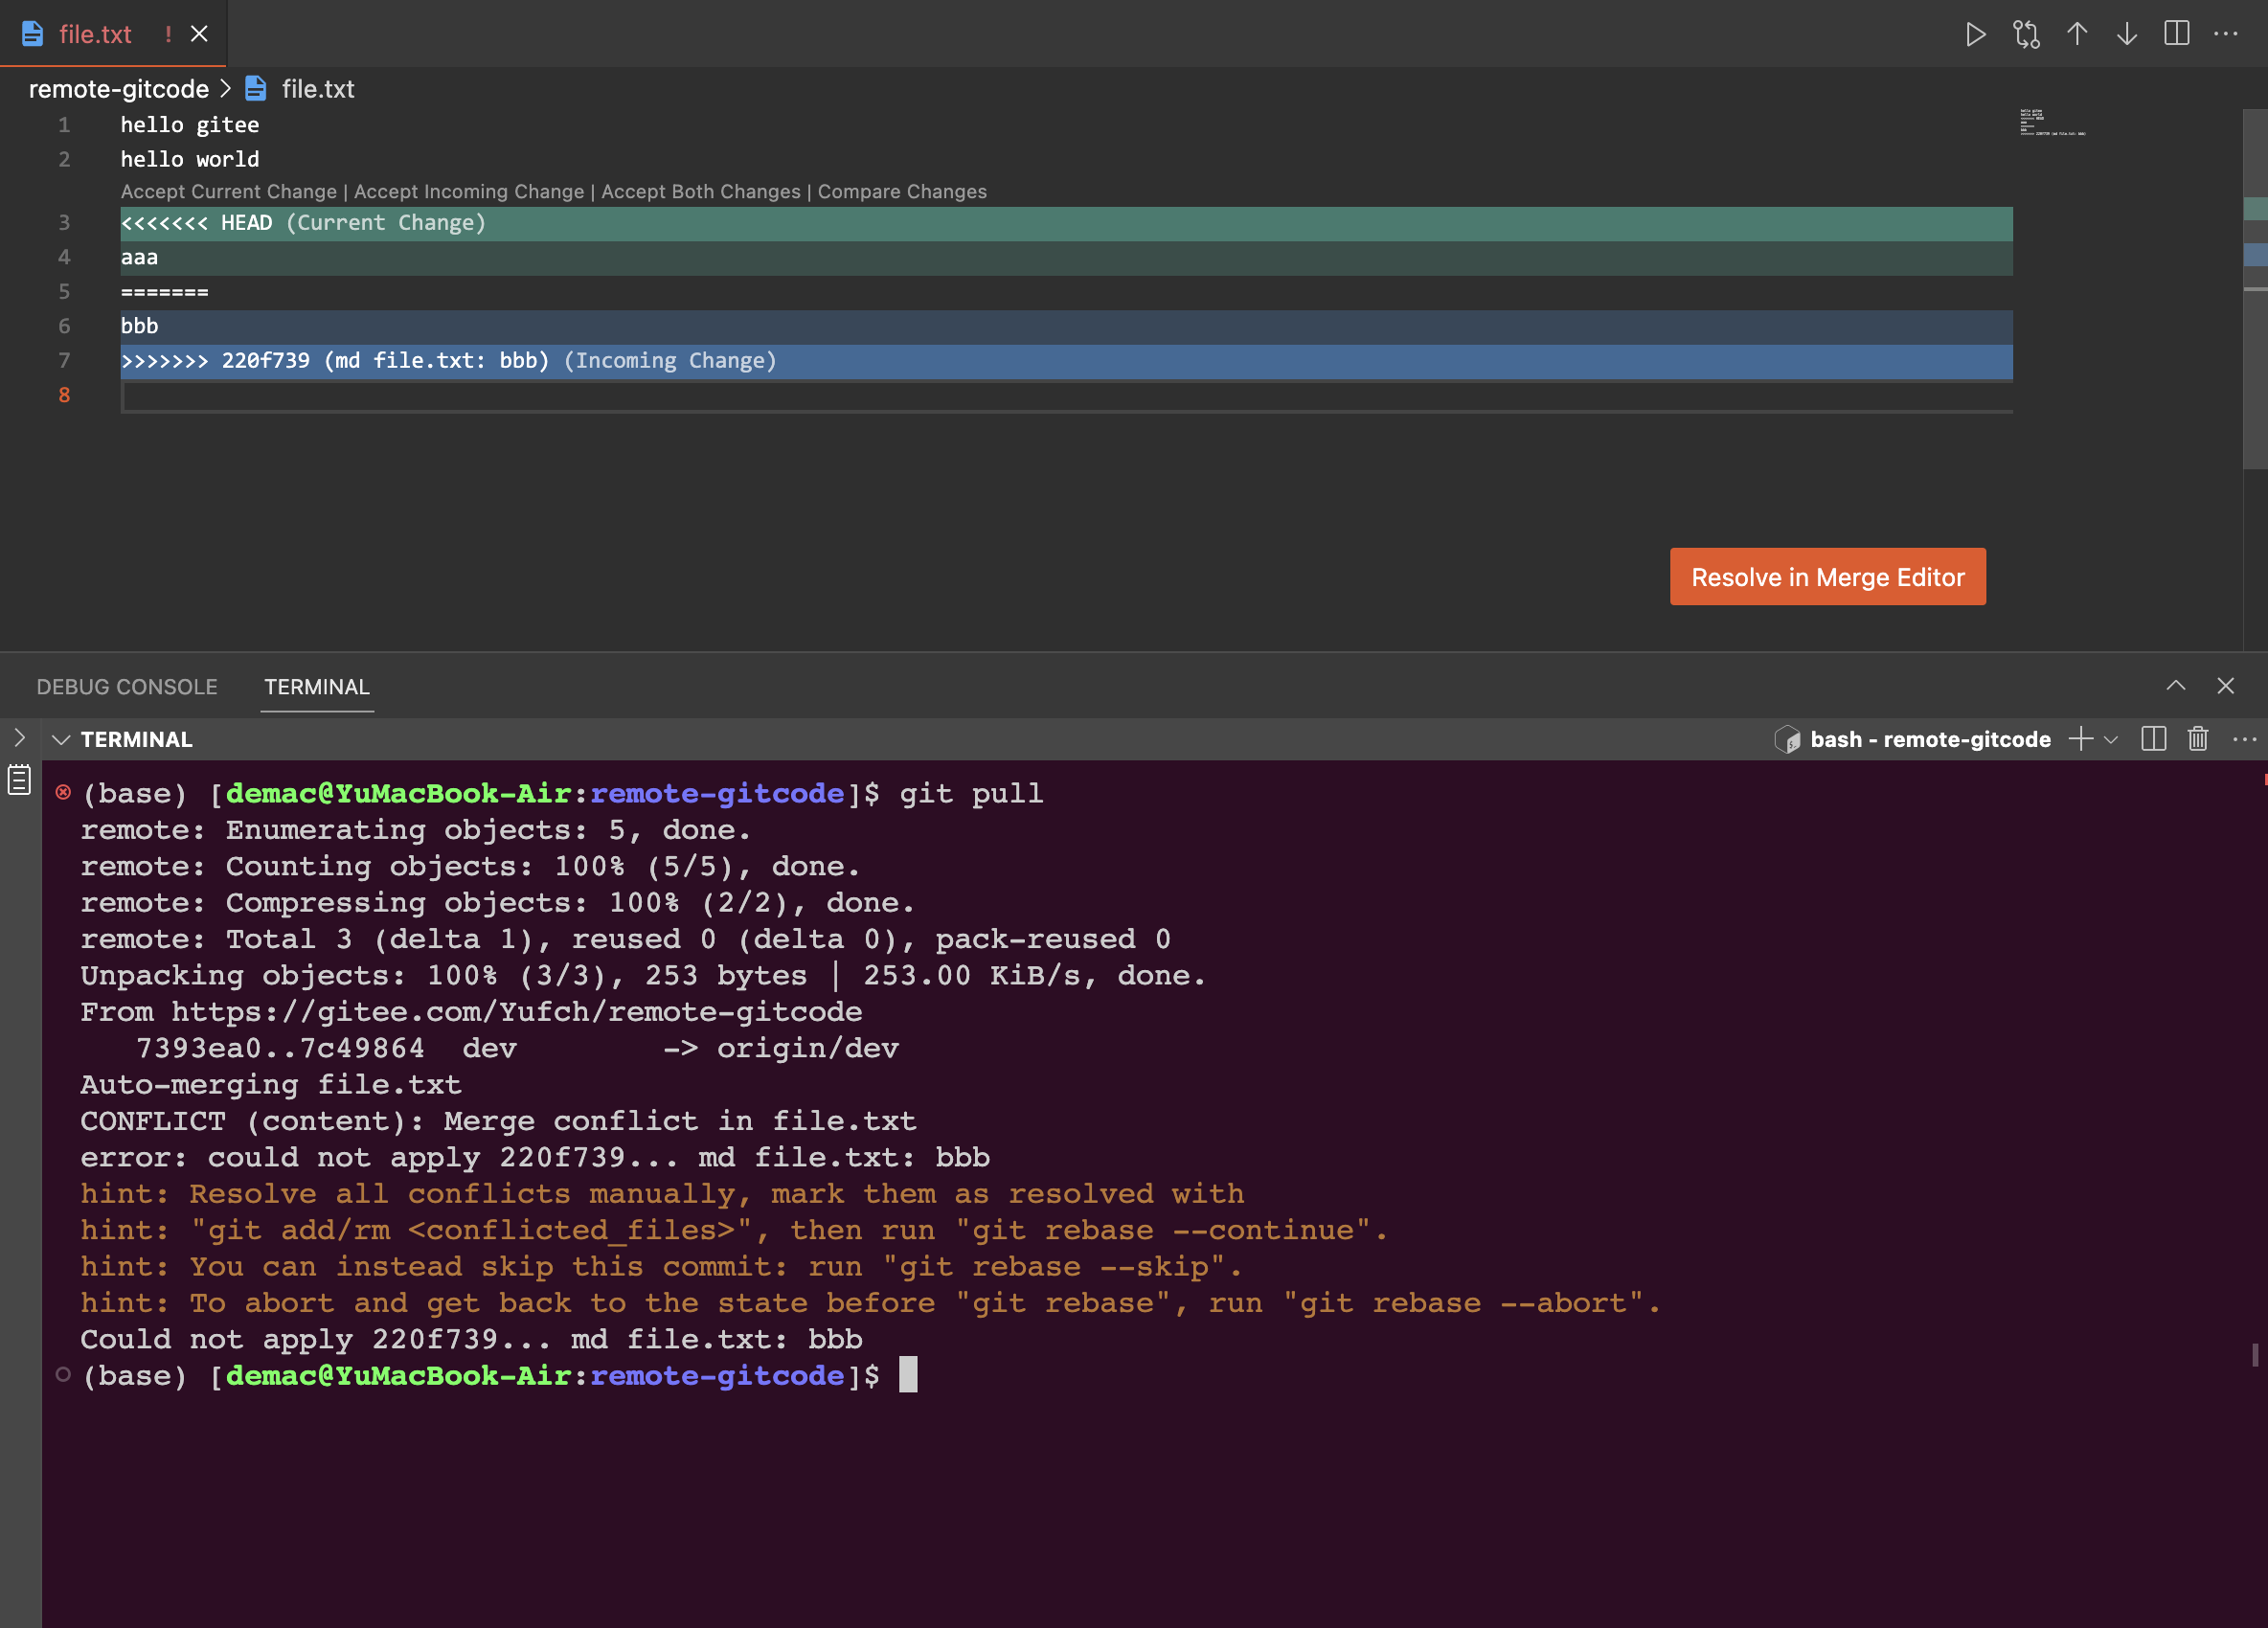 file.txt !
remote-gitcode > file.txt
1 hello gitee
2 hello world
Accept Current Change | Accept Incoming Change | Accept Both Changes | Compare Changes
3 <<<<<<< HEAD (Current Change)
4 aaa
5 =======
6 bbb
7 >>>>>>> 220f739 (md file.txt: bbb) (Incoming Change)
8
Resolve in Merge Editor
DEBUG CONSOLE TERMINAL
TERMINAL bash - remote-gitcode
(base) [demac@YuMacBook-Air:remote-gitcode]$ git pull
remote: Enumerating objects: 5, done.
remote: Counting objects: 100% (5/5), done.
remote: Compressing objects: 100% (2/2), done.
remote: Total 3 (delta 1), reused 0 (delta 0), pack-reused 0
Unpacking objects: 100% (3/3), 253 bytes | 253.00 KiB/s, done.
From https://gitee.com/Yufch/remote-gitcode
   7393ea0..7c49864  dev        -> origin/dev
Auto-merging file.txt
CONFLICT (content): Merge conflict in file.txt
error: could not apply 220f739... md file.txt: bbb
hint: Resolve all conflicts manually, mark them as resolved with
hint: "git add/rm <conflicted_files>", then run "git rebase --continue".
hint: You can instead skip this commit: run "git rebase --skip".
hint: To abort and get back to the state before "git rebase", run "git rebase --abort".
Could not apply 220f739... md file.txt: bbb
(base) [demac@YuMacBook-Air:remote-gitcode]$